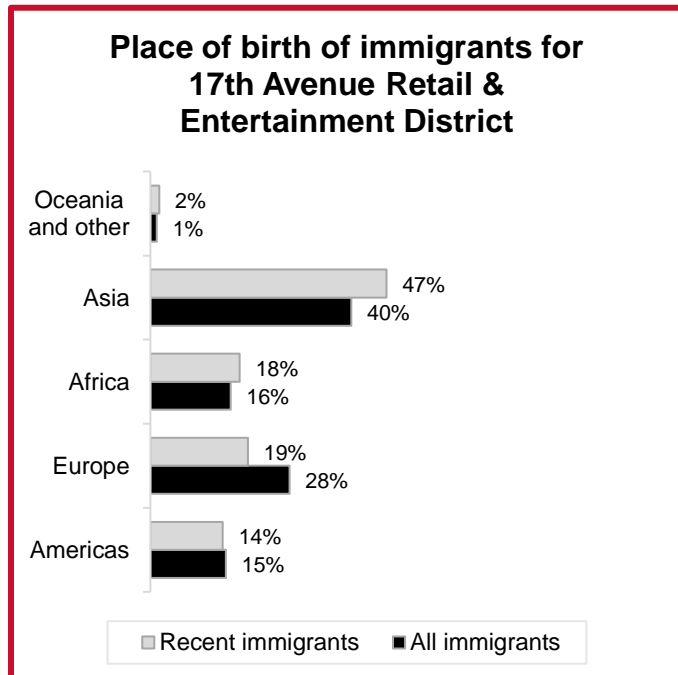 Place of birth of immigrants for
17th Avenue Retail &
Entertainment District
Oceania
and other
2%
1%
Asia
47%
40%
Africa
18%
16%
Europe
19%
28%
Americas
14%
15%
Recent immigrants
All immigrants